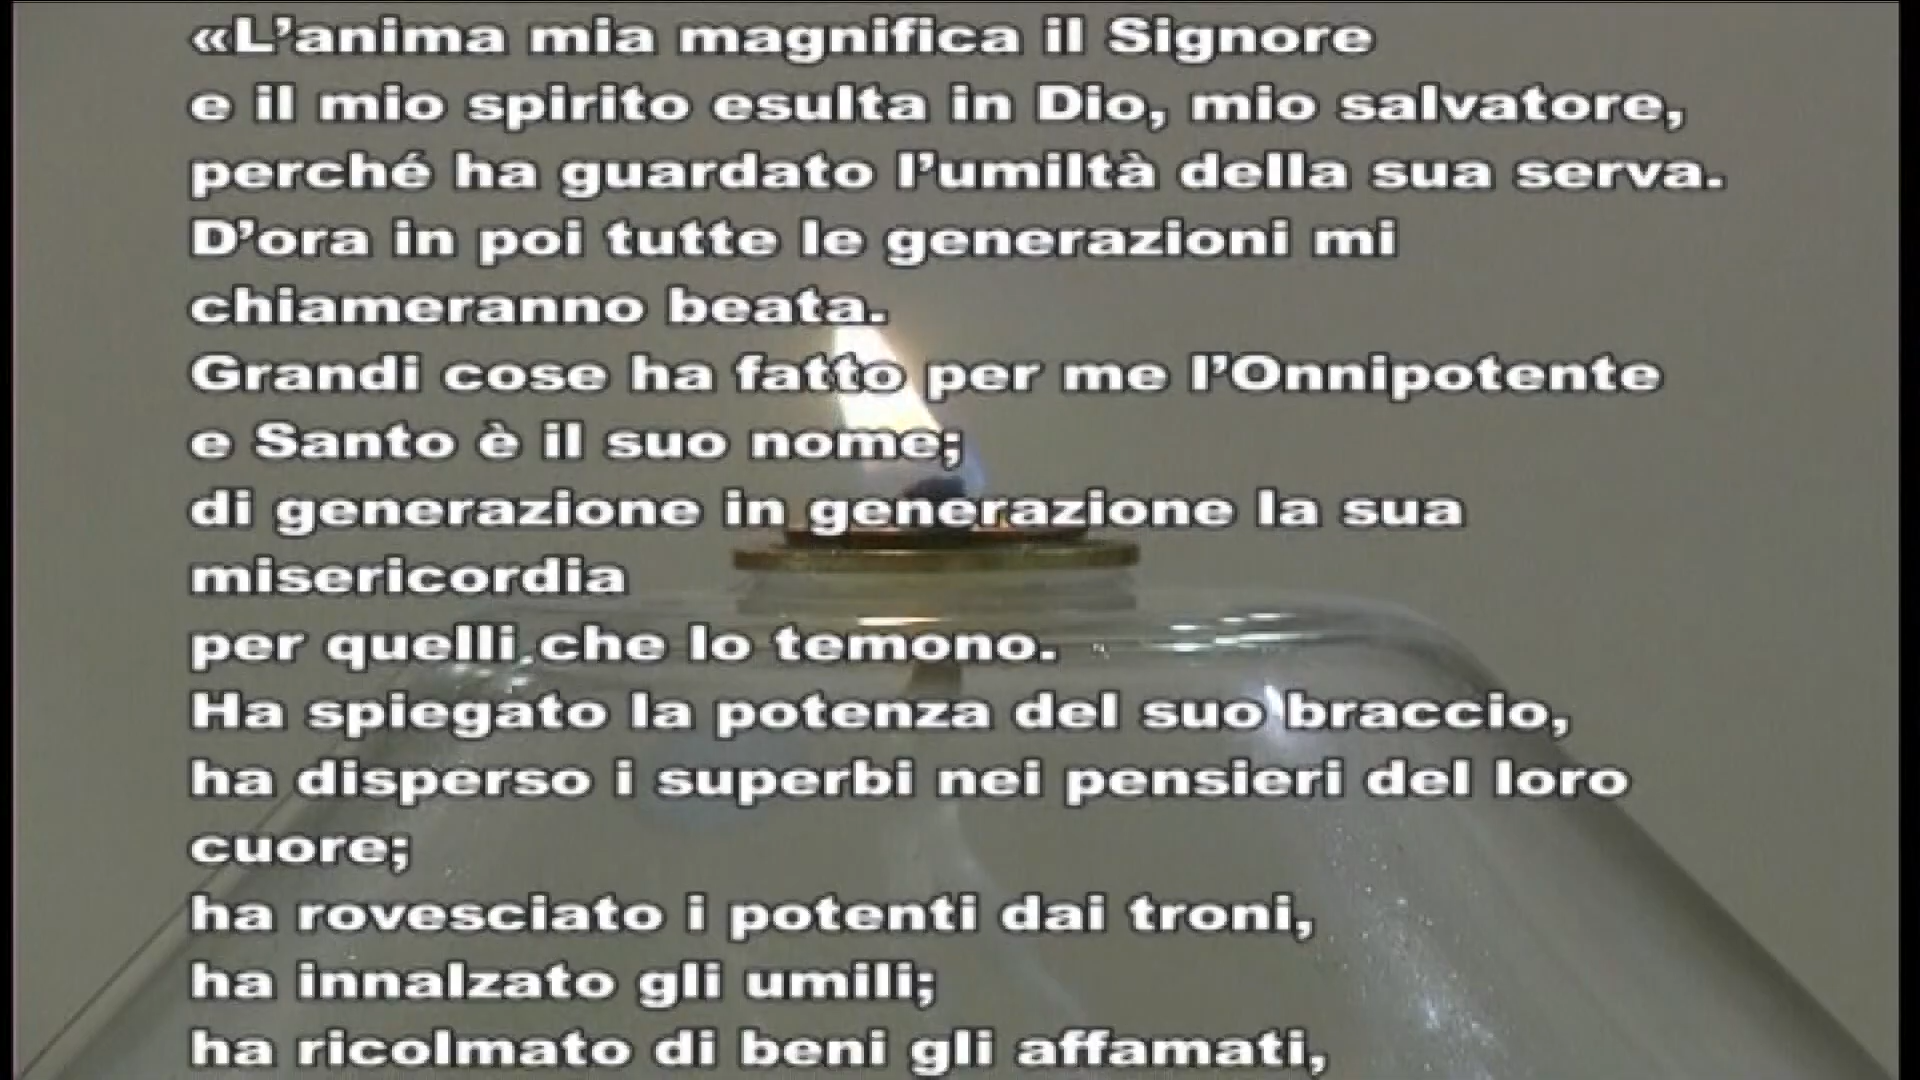 «L’anima mia magnifica il Signore
e il mio spirito esulta in Dio, mio salvatore,
perché ha guardato l’umiltà della sua serva.
D’ora in poi tutte le generazioni mi
chiameranno beata.
Grandi cose ha fatto per me l’Onnipotente
e Santo è il suo nome;
di generazione in generazione la sua
misericordia
per quelli che lo temono.
Ha spiegato la potenza del suo braccio,
ha disperso i superbi nei pensieri del loro
cuore;
ha rovesciato i potenti dai troni,
ha innalzato gli umili;
ha ricolmato di beni gli affamati,